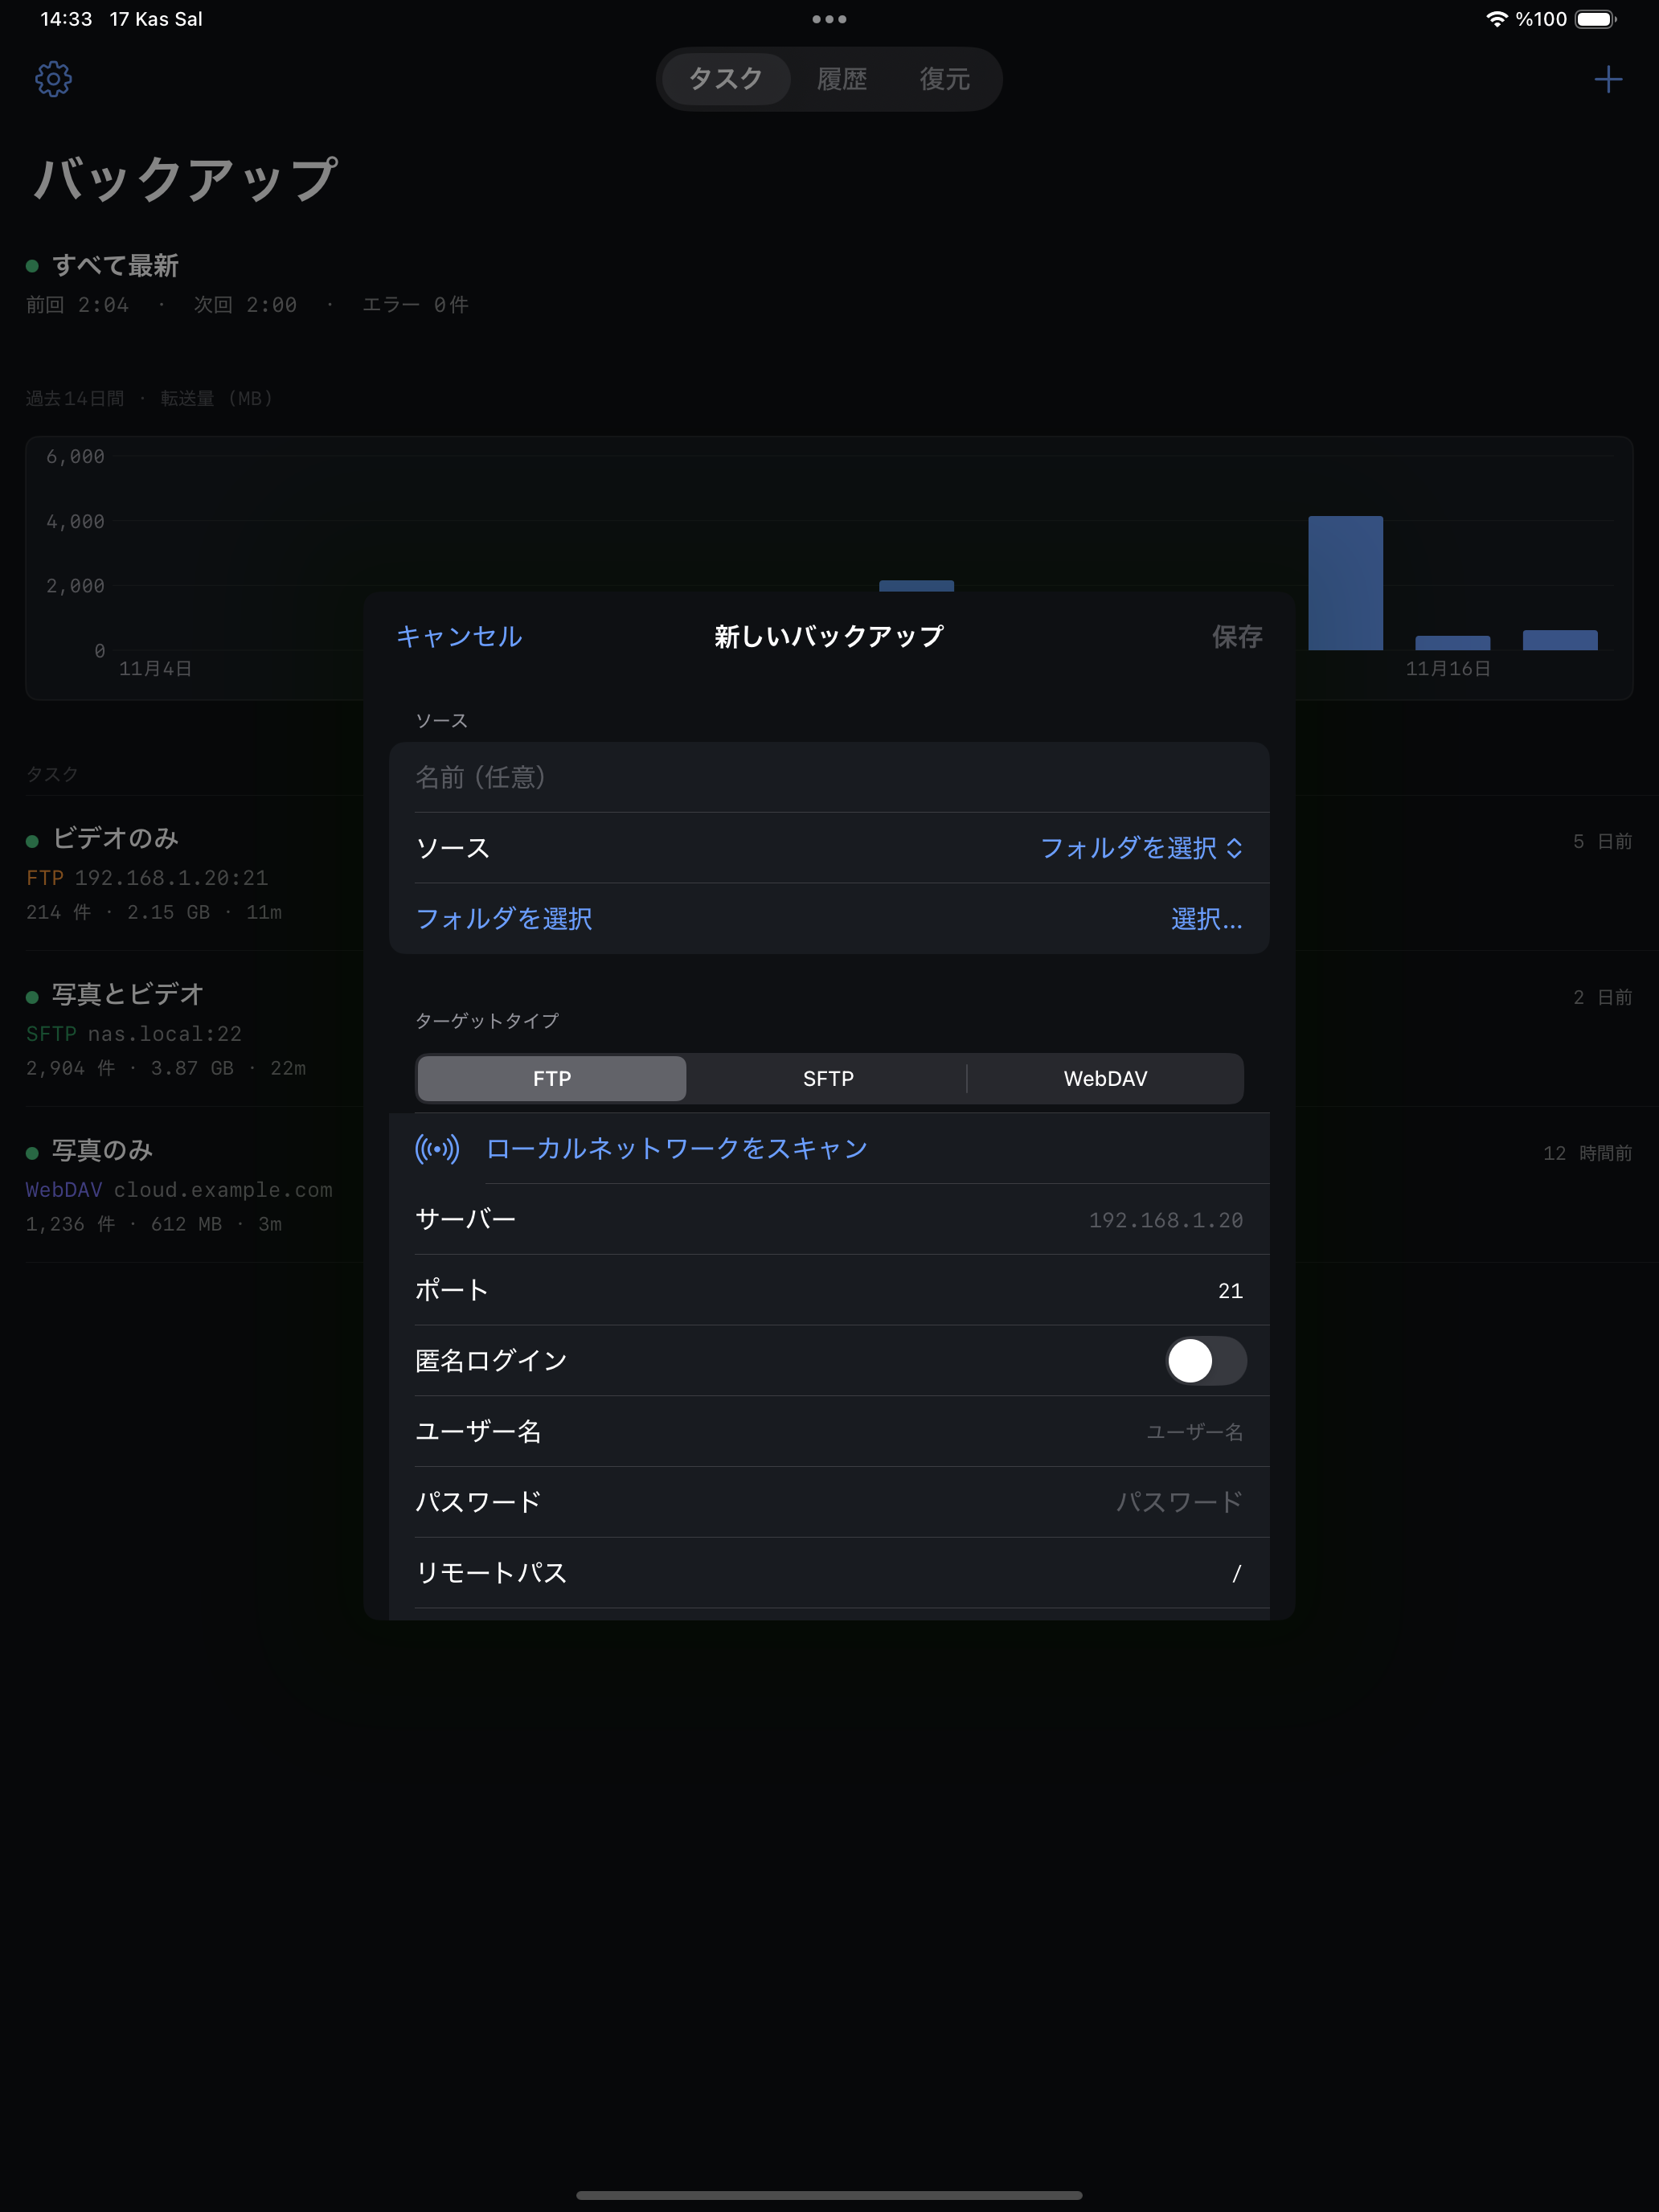 14:33 17 Kas Sal
%100
タスク 履歴 復元
バックアップ
すべて最新
前回 2:04 · 次回 2:00 · エラー 0件
過去14日間 · 転送量 (MB)
6,000
4,000
2,000
0
11月4日
11月16日
タスク
ビデオのみ
5 日前
FTP 192.168.1.20:21
214 件 · 2.15 GB · 11m
写真とビデオ
2 日前
SFTP nas.local:22
2,904 件 · 3.87 GB · 22m
写真のみ
12 時間前
WebDAV cloud.example.com
1,236 件 · 612 MB · 3m
キャンセル 新しいバックアップ 保存
ソース
名前（任意）
ソース フォルダを選択
フォルダを選択 選択...
ターゲットタイプ
FTP SFTP WebDAV
ローカルネットワークをスキャン
サーバー 192.168.1.20
ポート 21
匿名ログイン
ユーザー名 ユーザー名
パスワード パスワード
リモートパス /